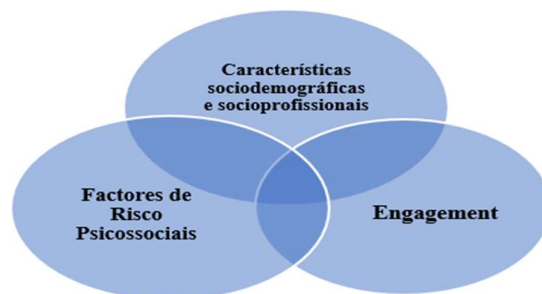 Características
sociodemográficas
e socioprofissionais
Factores de
Risco
Psicossociais
Engagement